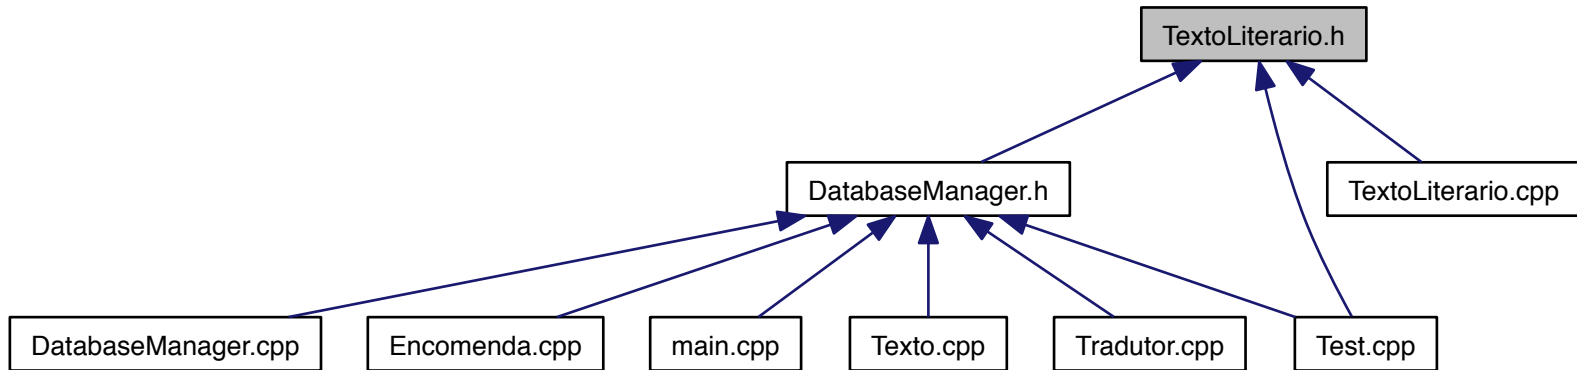 TextoLiterario.h
DatabaseManager.h
TextoLiterario.cpp
DatabaseManager.cpp
Encomenda.cpp
main.cpp
Texto.cpp
Tradutor.cpp
Test.cpp